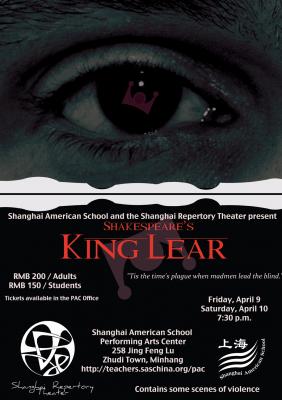 Shanghai American School and the Shanghai Repertory Theater present
SHAKESPEARE'S
KING LEAR
RMB 200 / Adults
RMB 150 / Students
Tickets available in the PAC Office
"Tis the time's plague when madmen lead the blind."
Friday, April 9
Saturday, April 10
7:30 p.m.
Shanghai American School
Performing Arts Center
258 Jing Feng Lu
Zhudi Town, Minhang
http://teachers.saschina.org/pac
上海
Shanghai American School
Shanghai Repertory
Theater
Contains some scenes of violence